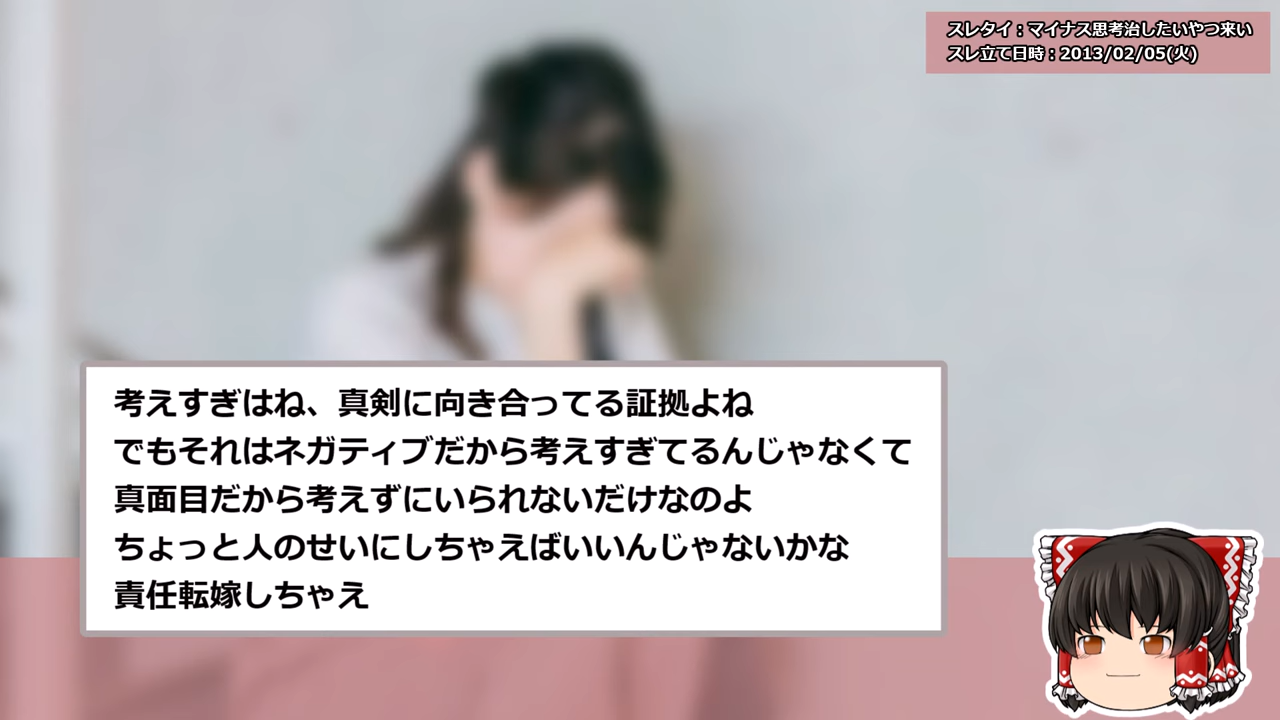 スレタイ：マイナス思考治したいやつ来い
スレ立て日時：2013/02/05(火)
考えすぎはね、真剣に向き合ってる証拠よね
でもそれはネガティブだから考えすぎてるんじゃなくて
真面目だから考えずにいられないだけなのよ
ちょっと人のせいにしちゃえばいいんじゃないかな
責任転嫁しちゃえ